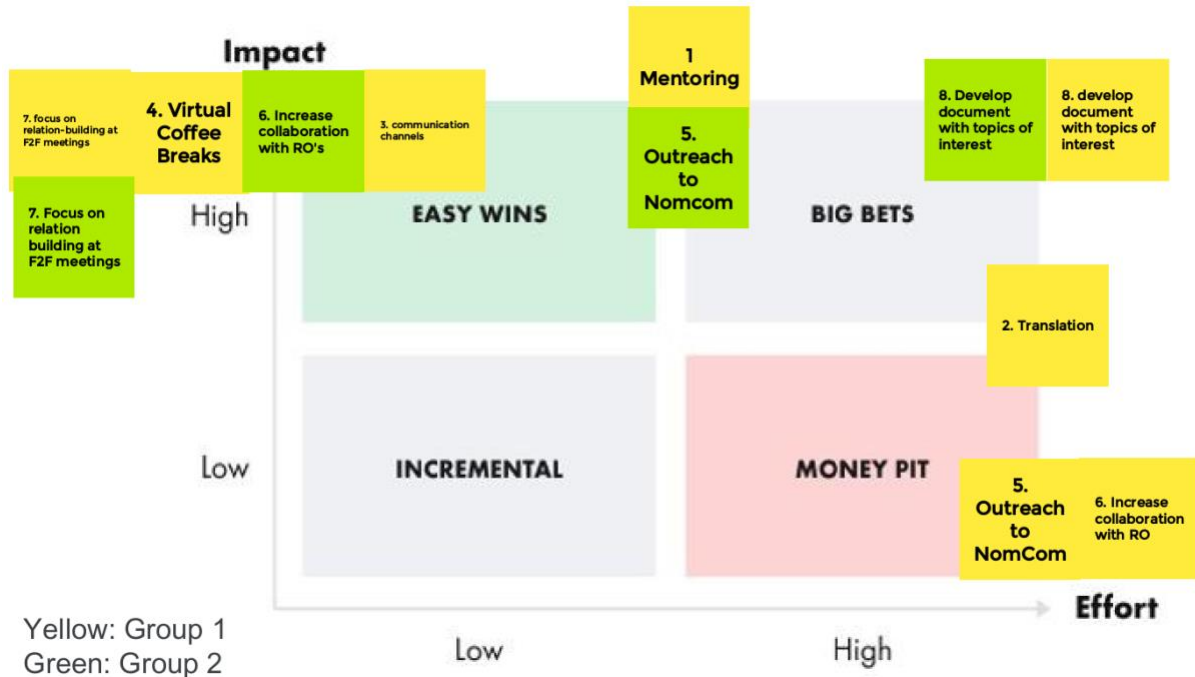 Impact
7. focus on
relation-building at
F2F meetings
4. Virtual
Coffee
Breaks
6. Increase
collaboration
with RO's
3. communication
channels
1
Mentoring
8. Develop
document
with topics of
interest
8. develop
document
with topics of
interest
5.
Outreach
to
Nomcom
7. Focus on
relation
building at
F2F meetings
High
EASY WINS
BIG BETS
2. Translation
Low
INCREMENTAL
MONEY PIT
5.
Outreach
to
NomCom
6. Increase
collaboration
with RO
Effort
Yellow: Group 1
Green: Group 2
Low
High